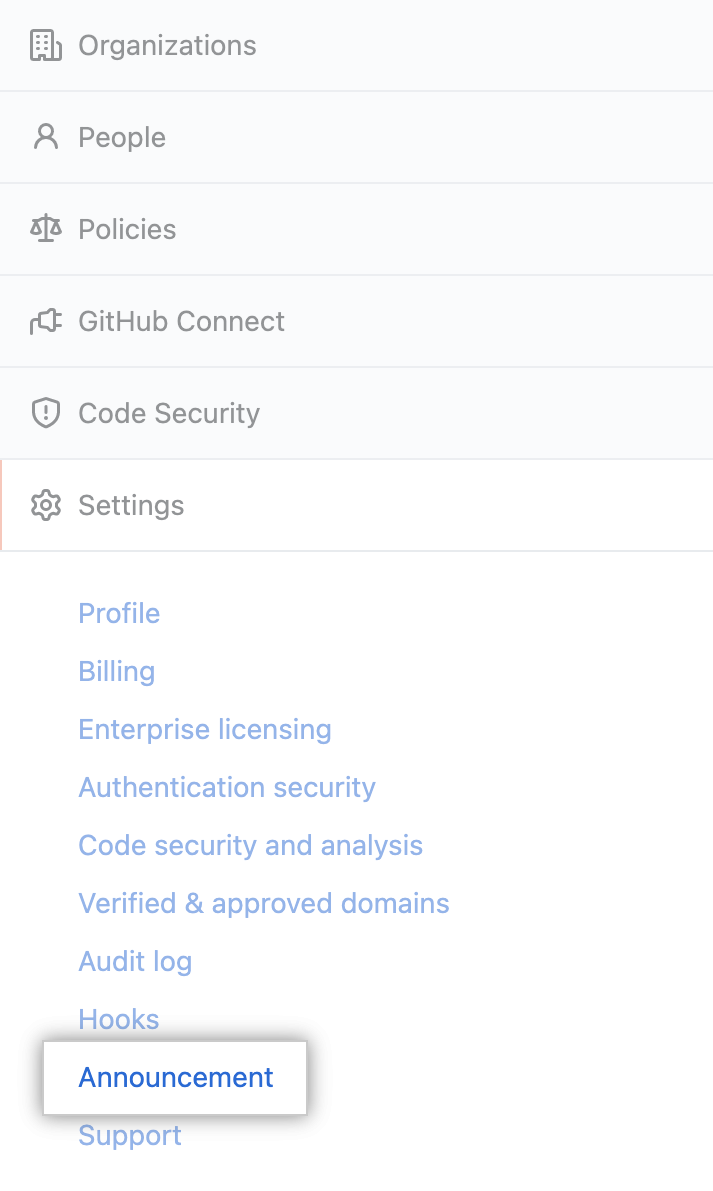 Organizations
People
Policies
GitHub Connect
Code Security
Settings
Profile
Billing
Enterprise licensing
Authentication security
Code security and analysis
Verified & approved domains
Audit log
Hooks
Announcement
Support